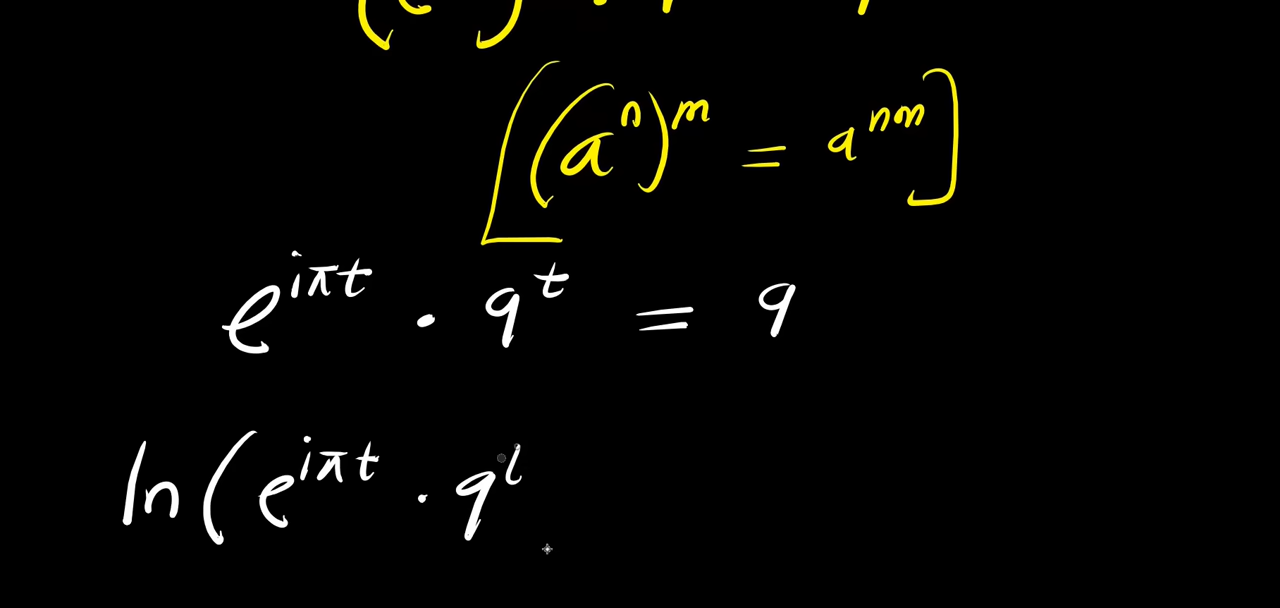 [(a^n)^m = a^{nm}]
e^{iπt} · 9^t = 9
ln(e^{iπt} · 9^l